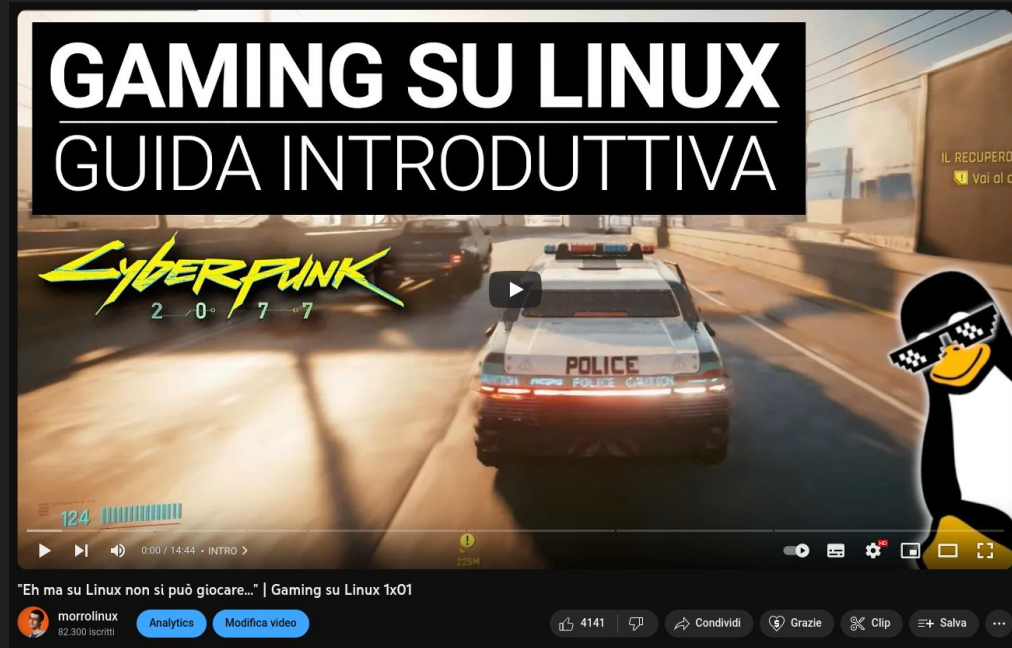 GAMING SU LINUX
GUIDA INTRODUTTIVA
IL RECUPERO
! Vai al
CYBERPUNK
2077
POLICE
POLICE CAUTION
124
!
225M
0:00 / 14:44 • INTRO
HD
"Eh ma su Linux non si può giocare..." | Gaming su Linux 1x01
morrolinux
82.300 iscritti
Analytics
Modifica video
4141
Condividi
Grazie
Clip
Salva